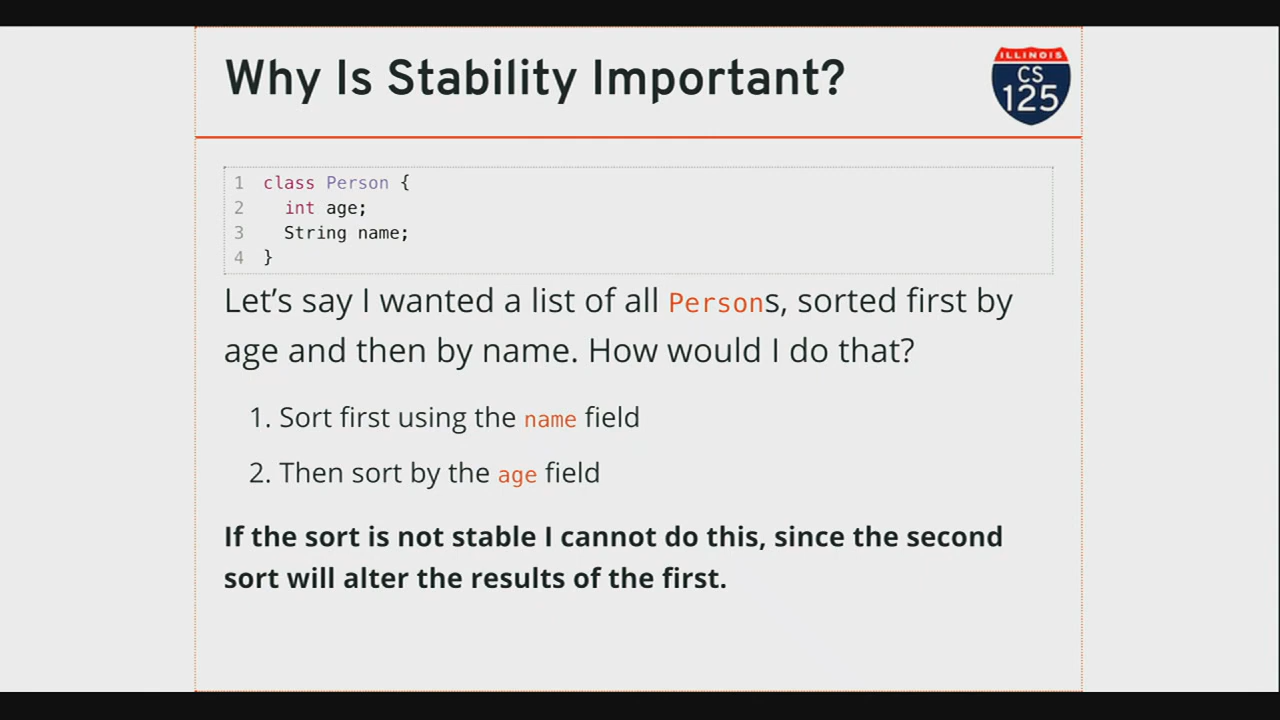 Why Is Stability Important?
ILLINOIS
CS
125
1 class Person {
2 int age;
3 String name;
4 }
Let’s say I wanted a list of all Persons, sorted first by
age and then by name. How would I do that?
1. Sort first using the name field
2. Then sort by the age field
If the sort is not stable I cannot do this, since the second
sort will alter the results of the first.